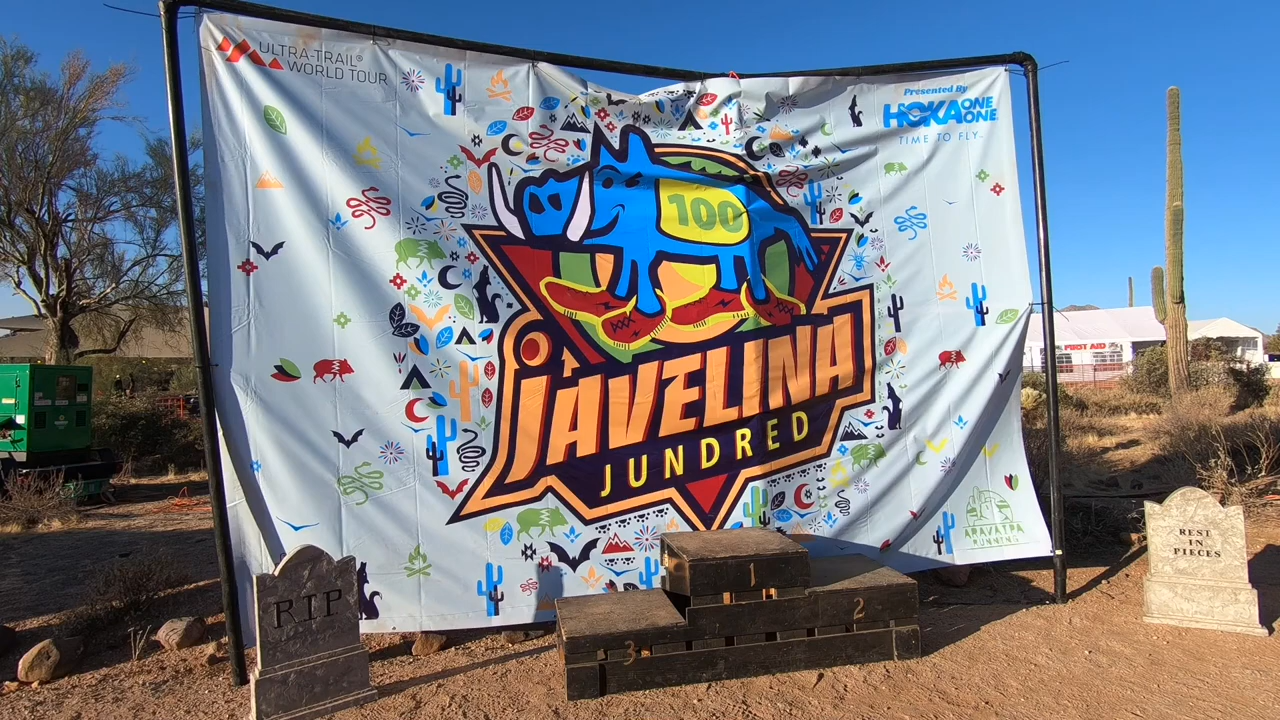 ULTRA-TRAIL®
WORLD TOUR
Presented By
HOKA ONE ONE
TIME TO FLY™
100
JAVELINA
JUNDRED
FIRST AID
ARAVAIPA
RUNNING
RIP
REST
IN
PIECES
1
2
3